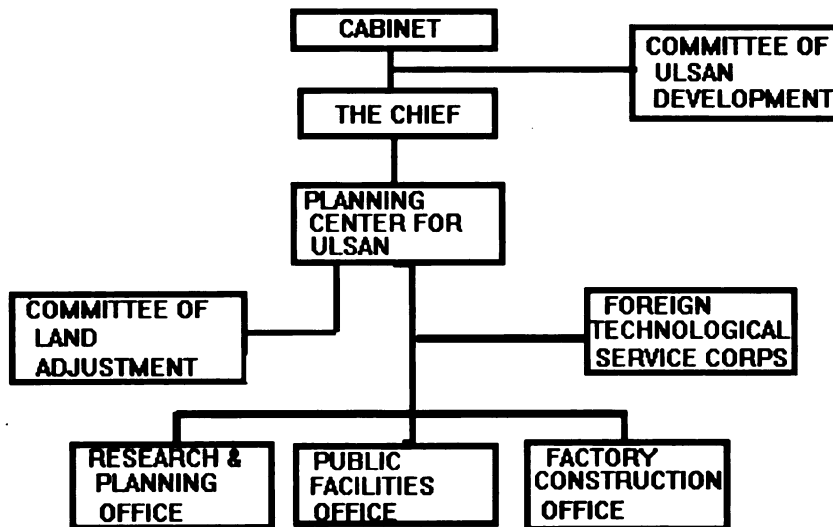 CABINET
COMMITTEE OF
ULSAN
DEVELOPMENT
THE CHIEF
PLANNING
CENTER FOR
ULSAN
COMMITTEE OF
LAND
ADJUSTMENT
FOREIGN
TECHNOLOGICAL
SERVICE CORPS
RESEARCH &
PLANNING
OFFICE
PUBLIC
FACILITIES
OFFICE
FACTORY
CONSTRUCTION
OFFICE